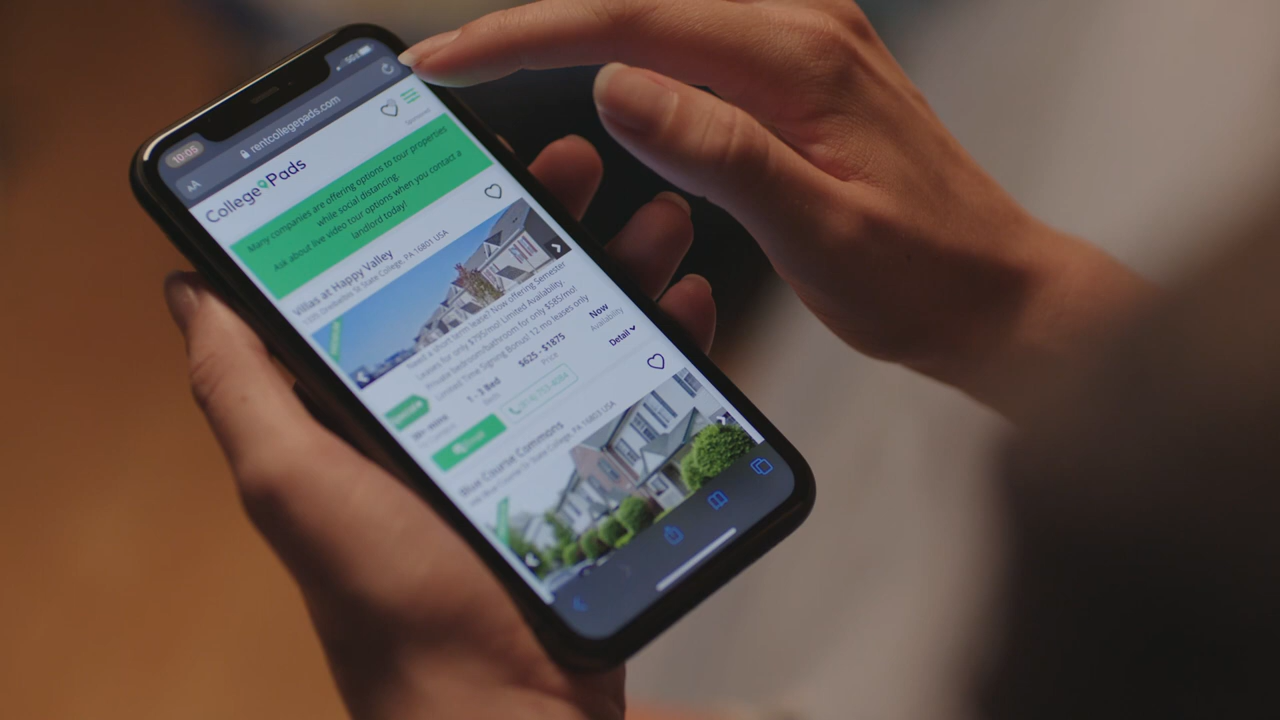 10:05
5G
AA
rentcollegepads.com
College Pads
Sponsored
Many companies are offering options to tour properties
while social distancing.
Ask about live video tour options when you contact a
landlord today!
Villas at Happy Valley
St State College, PA 16801 USA
Need a short term lease? Now offering Semester
Leases for only $795/mo! Limited Availability.
Private bedroom/bathroom for only $585/mo!
Limited Time Signing Bonus! 12 mo leases only
1 - 3 Bed
$625 - $1875
Price
Now
Availability
Detail
Blue Course Commons
State College, PA 16803 USA